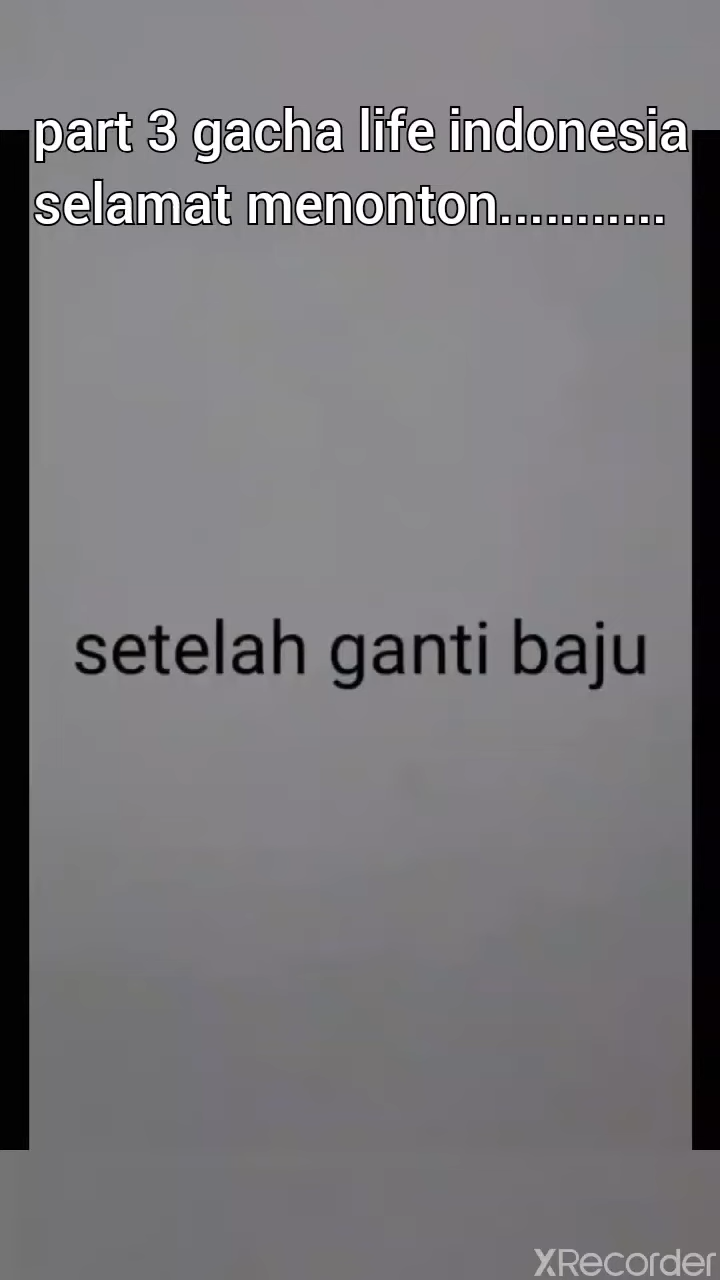 part 3 gacha life indonesia
selamat menonton...........
setelah ganti baju
XRecorder